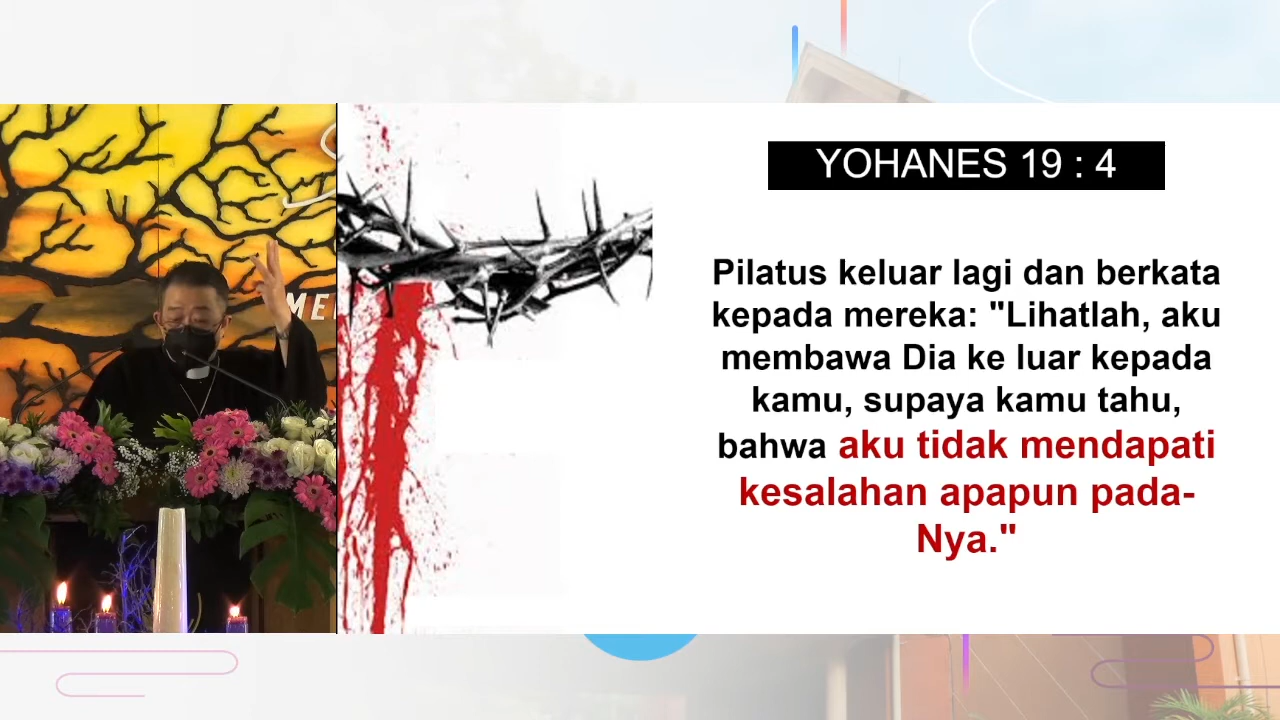 YOHANES 19 : 4
Pilatus keluar lagi dan berkata
kepada mereka: "Lihatlah, aku
membawa Dia ke luar kepada
kamu, supaya kamu tahu,
bahwa aku tidak mendapati
kesalahan apapun pada-
Nya."